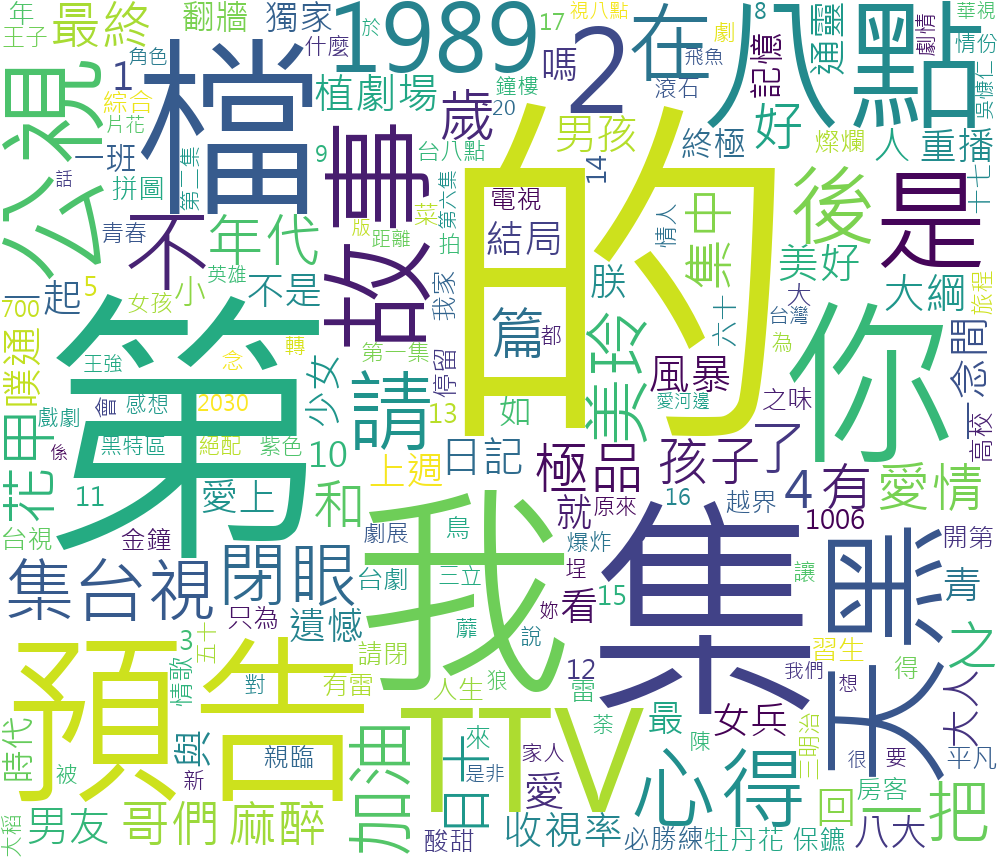 年
王子
最終
翻牆
於
獨家
什麼
1989
17
嗎
2
在
視八點
劇
飛魚
滾石
八點
8
記憶
通靈
華視
劇情
情份
吳慷仁
角色
公視
1
綜合
片花
檔
植劇場
歲
鐘樓
20
男孩
14
終極
好
燦爛
人
重播
一班
話
拼圖
第二集
9
故事
台八點
菜
第六集
電視
的
集中
後
是
十七
青春
不
年代
版
距離
拍
結局
情人
美好
大綱
旅程
一起
5
女孩
小
英雄
不是
我家
篇
朕
六十
大
台灣
為
700
噗通
王強
第
念
轉
第一集
停留
都
美玲
風暴
你
念間
少女
請
如
愛河邊
之味
高校
花甲
戲劇
會
感想
2030
13
係
黑特區
絕配
紫色
10
上週
日記
極品
孩子
了
11
愛上
和
就
原來
16
越界
4
有
愛情
1006
台視
金鐘
劇展
鳥
爆炸
開第
集台視
閉眼
我
台劇
三立
埕
看
15
集
讓
黑
青
只為
遺憾
妳
3
五十
請閉
蘼
說
12
習生
得
之
預告
情歌
對
有雷
人生
狼
雷
我們
想
天
大人
時代
與
親臨
加油
TTV
來
荼
最
女兵
三明治
很
要
平凡
被
新
自千
是非
家人
愛
陳
心得
房客
大稻
男友
哥們
麻醉
酸甜
收視率
必勝練
牡丹花
保鑣
回
八大
把